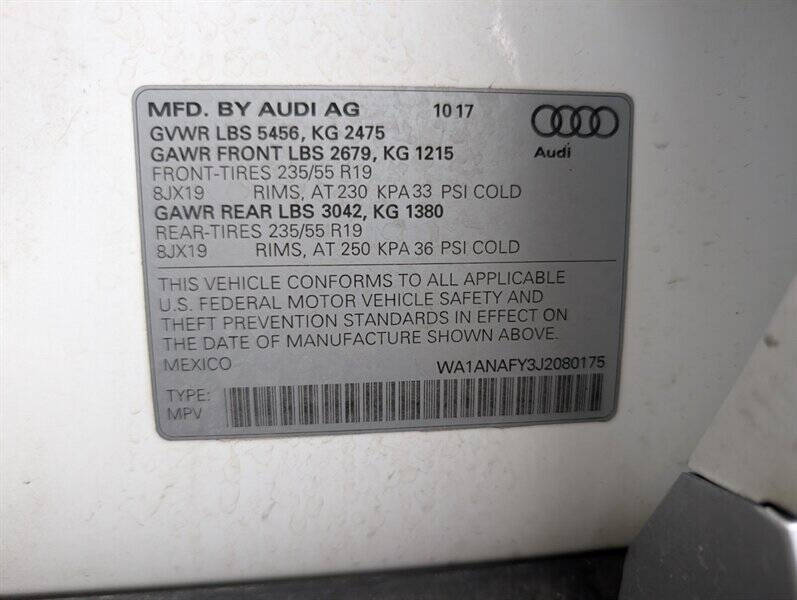 MFD. BY AUDI AG 10 17
GVWR LBS 5456, KG 2475
GAWR FRONT LBS 2679, KG 1215
Audi
FRONT-TIRES 235/55 R19
8JX19 RIMS, AT 230 KPA 33 PSI COLD
GAWR REAR LBS 3042, KG 1380
REAR-TIRES 235/55 R19
8JX19 RIMS, AT 250 KPA 36 PSI COLD
THIS VEHICLE CONFORMS TO ALL APPLICABLE
U.S. FEDERAL MOTOR VEHICLE SAFETY AND
THEFT PREVENTION STANDARDS IN EFFECT ON
THE DATE OF MANUFACTURE SHOWN ABOVE.
MEXICO WA1ANAFY3J2080175
TYPE:
MPV